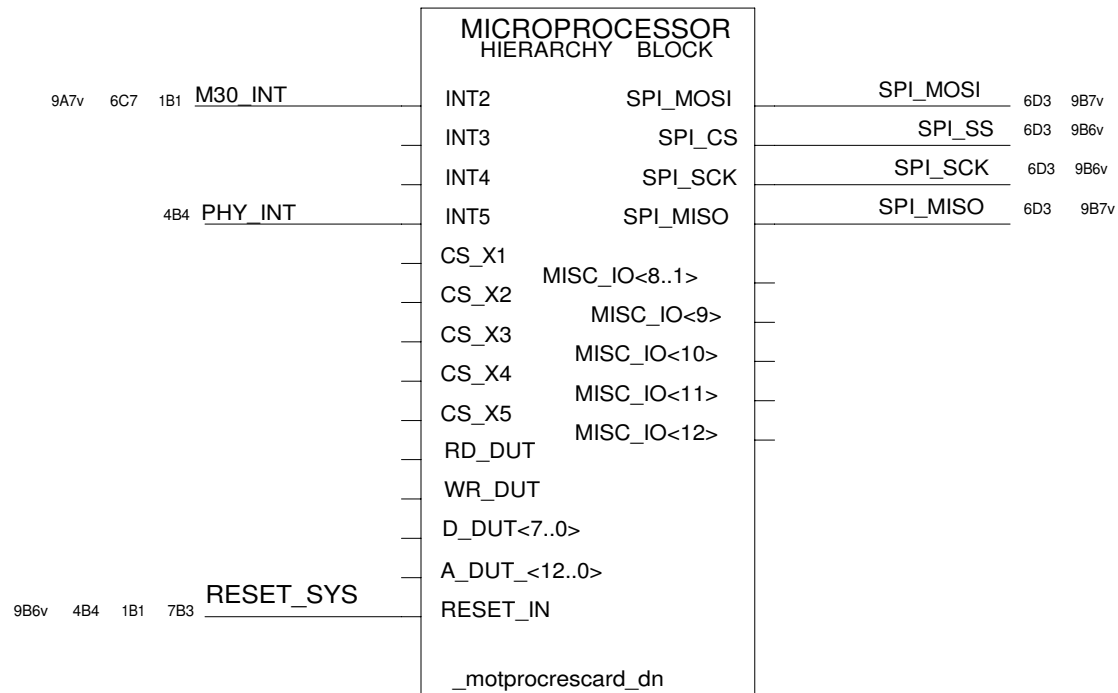 MICROPROCESSOR
HIERARCHY BLOCK
9A7v 6C7 1B1 M30_INT INT2 SPI_MOSI SPI_MOSI 6D3 9B7v
INT3 SPI_CS SPI_SS 6D3 9B6v
INT4 SPI_SCK SPI_SCK 6D3 9B6v
4B4 PHY_INT INT5 SPI_MISO SPI_MISO 6D3 9B7v
CS_X1
MISC_IO<8..1>
CS_X2
MISC_IO<9>
CS_X3
MISC_IO<10>
CS_X4
MISC_IO<11>
CS_X5
MISC_IO<12>
RD_DUT
WR_DUT
D_DUT<7..0>
A_DUT_<12..0>
9B6v 4B4 1B1 7B3 RESET_SYS RESET_IN
_motprocrescard_dn